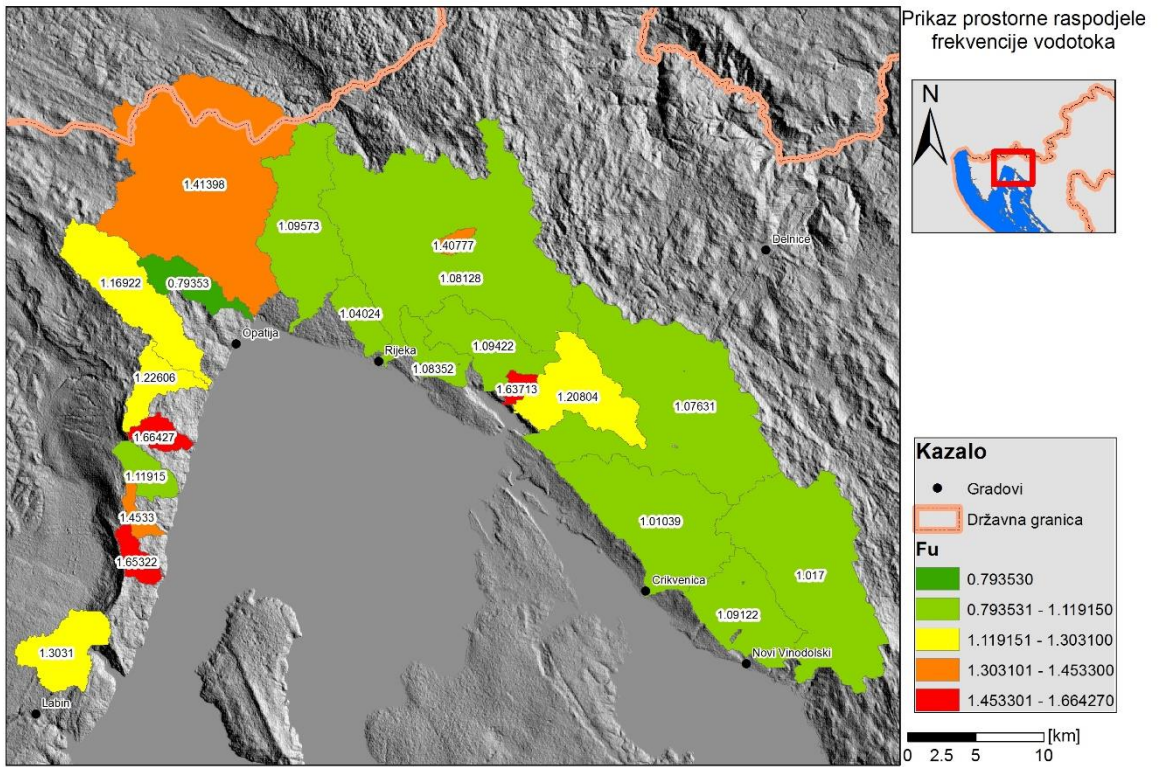 Prikaz prostorne raspodjele
frekvencije vodotoka
N
1.41398
1.09573
1.40777
Delnice
1.08128
1.16922
0.79353
1.04024
Opatija
Rijeka
1.09422
1.08352
1.22606
1.63713
1.20804
1.07631
1.66427
1.11915
1.4533
1.01039
1.65322
1.017
Crikvenica
1.09122
1.3031
Novi Vinodolski
Labin
Kazalo
Gradovi
Državna granica
Fu
0.793530
0.793531 - 1.119150
1.119151 - 1.303100
1.303101 - 1.453300
1.453301 - 1.664270
[km]
0 2.5 5 10